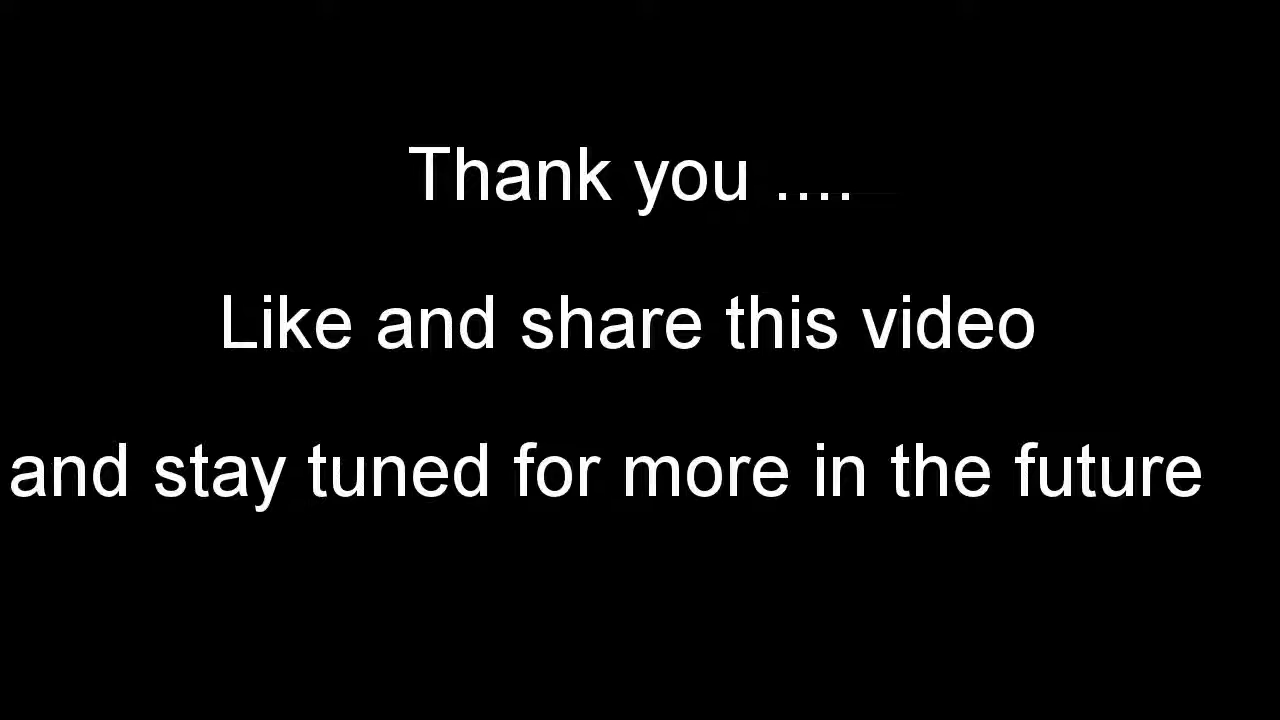 Thank you ....
Like and share this video
and stay tuned for more in the future